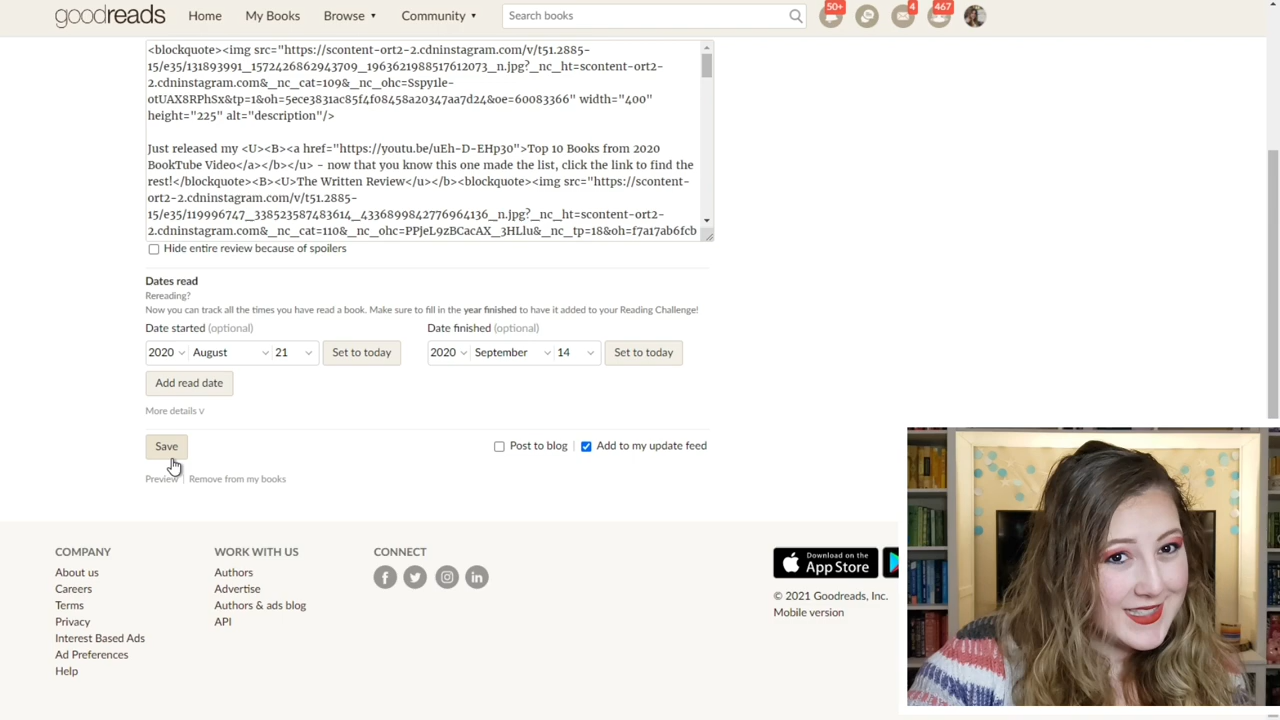 goodreads Home My Books Browse ▾ Community ▾ Search books 50+ 4 467
<blockquote><img src="https://scontent-ort2-2.cdninstagram.com/v/t51.2885-
15/e35/131893991_1572426862943709_1963621988517612073_n.jpg?_nc_ht=scontent-ort2-
2.cdninstagram.com&_nc_cat=109&_nc_ohc=Sspy1le-
otUAX8RPhSx&tp=1&oh=5ece3831ac85f4f08458a20347aa7d24&oe=60083366" width="400"
height="225" alt="description"/>
Just released my <U><B><a href="https://youtu.be/uEh-D-EHp30">Top 10 Books from 2020
BookTube Video</a></b></u> - now that you know this one made the list, click the link to find the
rest!</blockquote><B><U>The Written Review</u></b><blockquote><img src="https://scontent-
ort2-2.cdninstagram.com/v/t51.2885-
15/e35/119996747_338523587483614_4336899842776964136_n.jpg?_nc_ht=scontent-ort2-
2.cdninstagram.com&_nc_cat=110&_nc_ohc=PPJeL9zBCacAX_3HLlu&_nc_tp=18&oh=f7a17ab6fcb
Hide entire review because of spoilers
Dates read
Rereading?
Now you can track all the times you have read a book. Make sure to fill in the year finished to have it added to your Reading Challenge!
Date started (optional) Date finished (optional)
2020 August 21 Set to today 2020 September 14 Set to today
Add read date
More details
Save Post to blog Add to my update feed
Preview Remove from my books
COMPANY WORK WITH US CONNECT
About us Authors Download on the
App Store
Careers Advertise © 2021 Goodreads, Inc.
Terms Authors & ads blog Mobile version
Privacy API
Interest Based Ads
Ad Preferences
Help